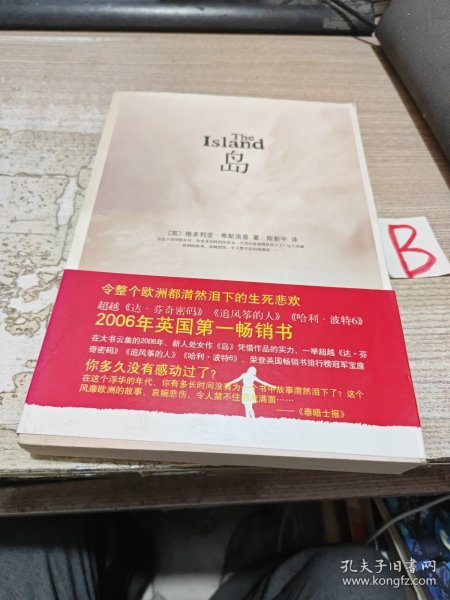 The
Island
岛
〔英〕维多利亚·希斯洛普 著 陈新宇 译
B
令整个欧洲都潸然泪下的生死悲欢
超越《达·芬奇密码》《追风筝的人》《哈利·波特6》
2006年英国第一畅销书
在大书云集的2006年，新人处女作《岛》凭借作品的实力，一举超越《达·芬
奇密码》《追风筝的人》《哈利·波特6》，荣登英国畅销书排行榜冠军宝座
你多久没有感动过了？
在这个浮华的年代，你有多长时间没有为一个书中故事潸然泪下了？这个
风靡欧洲的故事，哀婉悲伤，令人禁不住泪流满面……
——《泰晤士报》
孔夫子旧书网
www.kongfz.com